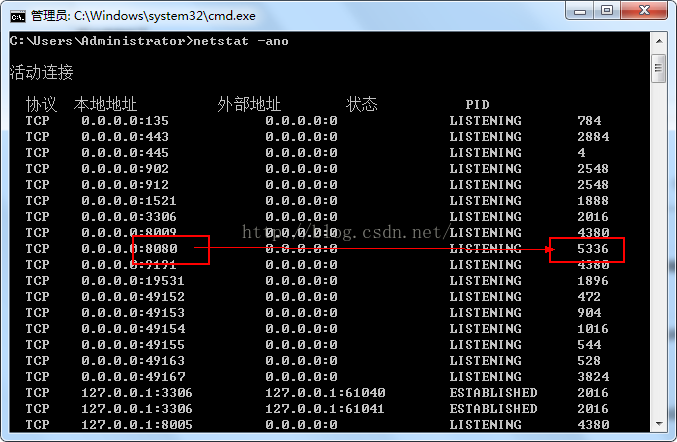 管理员: C:\Windows\system32\cmd.exe
C:\Users\Administrator>netstat -ano
活动连接
协议 本地地址 外部地址 状态 PID
TCP 0.0.0.0:135 0.0.0.0:0 LISTENING 784
TCP 0.0.0.0:443 0.0.0.0:0 LISTENING 2884
TCP 0.0.0.0:445 0.0.0.0:0 LISTENING 4
TCP 0.0.0.0:902 0.0.0.0:0 LISTENING 2548
TCP 0.0.0.0:912 0.0.0.0:0 LISTENING 2548
TCP 0.0.0.0:1521 0.0.0.0:0 LISTENING 1888
TCP 0.0.0.0:3306 0.0.0.0:0 LISTENING 2016
TCP 0.0.0.0:8009 0.0.0.0:0 LISTENING 4380
http://blog.csdn.net/
TCP 0.0.0.0:8080 0.0.0.0:0 LISTENING 5336
TCP 0.0.0.0:9191 0.0.0.0:0 LISTENING 4380
TCP 0.0.0.0:19531 0.0.0.0:0 LISTENING 1896
TCP 0.0.0.0:49152 0.0.0.0:0 LISTENING 472
TCP 0.0.0.0:49153 0.0.0.0:0 LISTENING 904
TCP 0.0.0.0:49154 0.0.0.0:0 LISTENING 1016
TCP 0.0.0.0:49155 0.0.0.0:0 LISTENING 544
TCP 0.0.0.0:49163 0.0.0.0:0 LISTENING 528
TCP 0.0.0.0:49167 0.0.0.0:0 LISTENING 3824
TCP 127.0.0.1:3306 127.0.0.1:61040 ESTABLISHED 2016
TCP 127.0.0.1:3306 127.0.0.1:61041 ESTABLISHED 2016
TCP 127.0.0.1:8005 0.0.0.0:0 LISTENING 4380